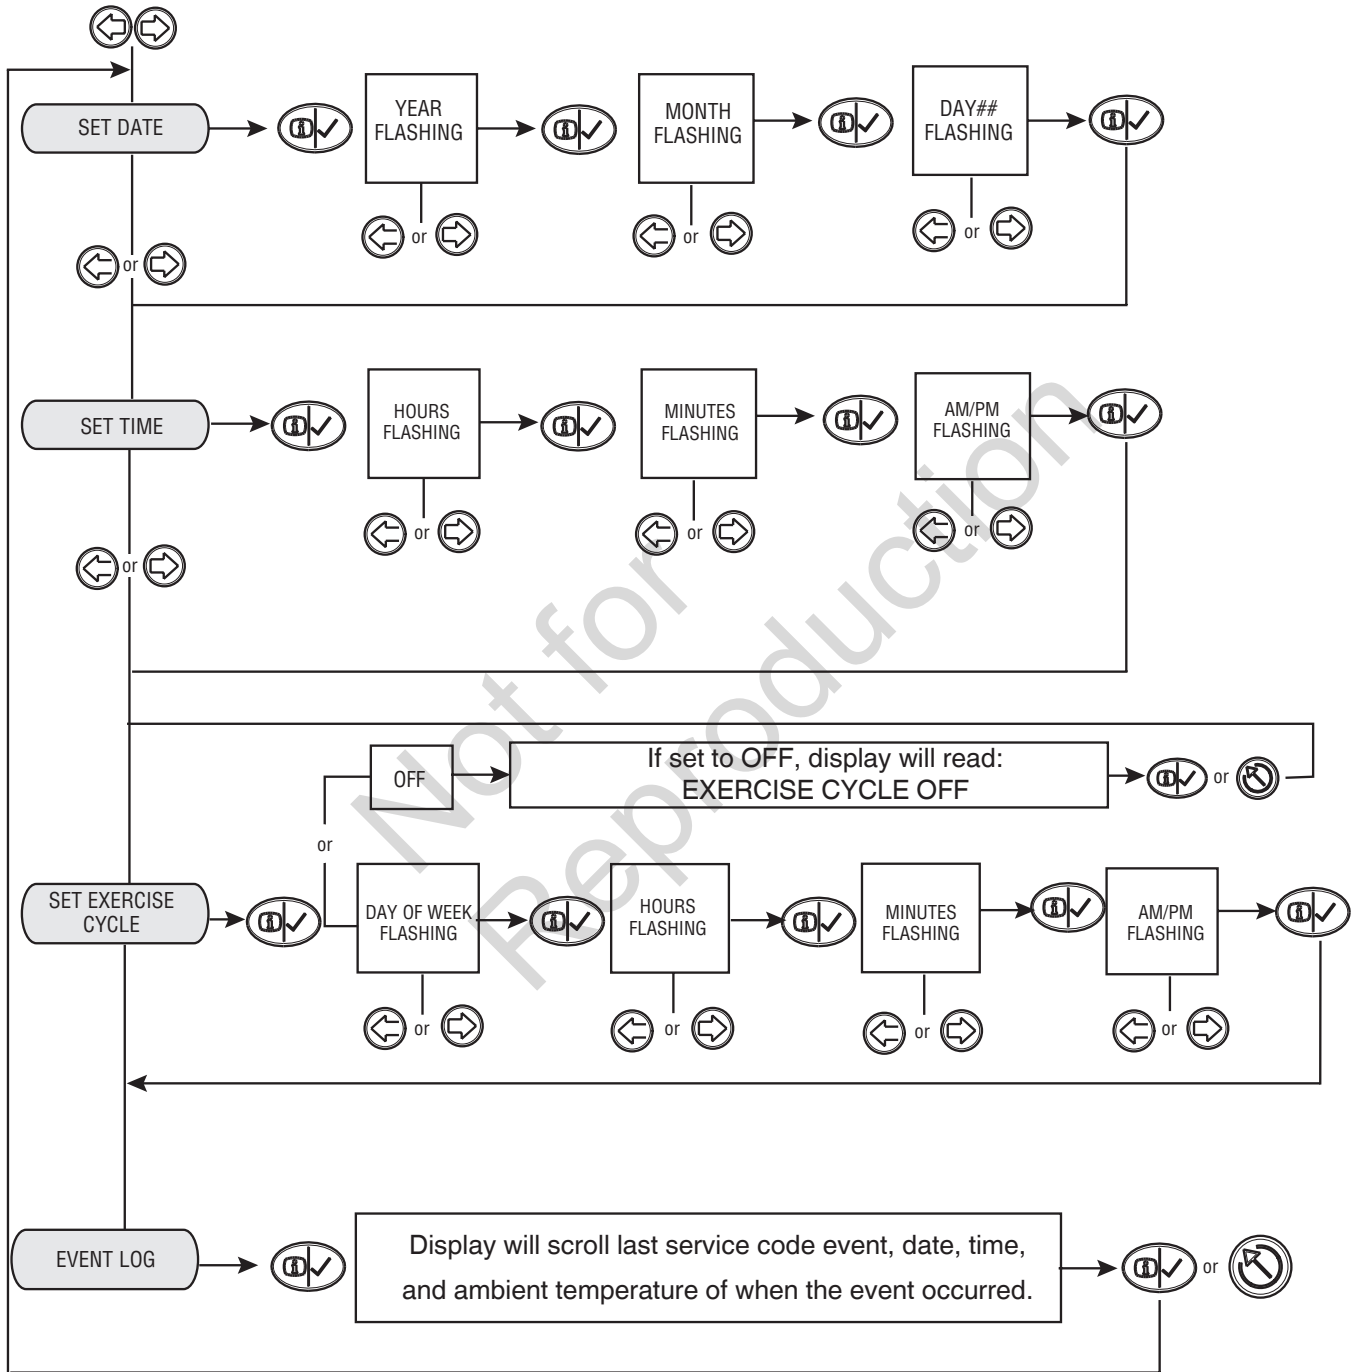 SET DATE
YEAR
FLASHING
MONTH
FLASHING
DAY##
FLASHING
or
or
or
or
SET TIME
HOURS
FLASHING
MINUTES
FLASHING
AM/PM
FLASHING
or
or
or
or
OFF
If set to OFF, display will read:
EXERCISE CYCLE OFF
or
or
SET EXERCISE
CYCLE
DAY OF WEEK
FLASHING
HOURS
FLASHING
MINUTES
FLASHING
AM/PM
FLASHING
or
or
or
or
EVENT LOG
Display will scroll last service code event, date, time,
and ambient temperature of when the event occurred.
or
Not for
Reproduction